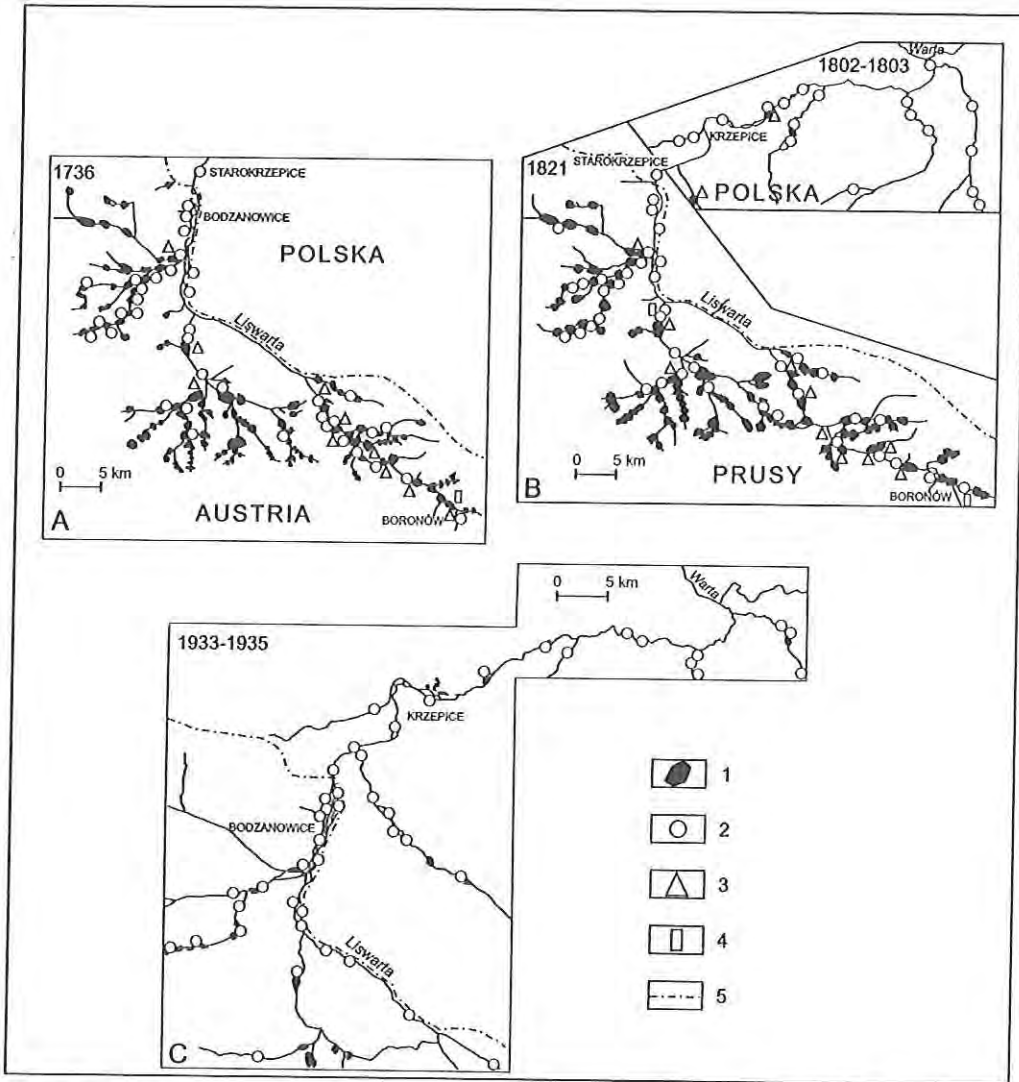 1736
STAROKRZEPICE
BODZANOWICE
POLSKA
Liswarta
0 5 km
AUSTRIA
BORONÓW
A
1802-1803
Warta
KRZEPICE
POLSKA
1821
STAROKRZEPICE
Liswarta
0 5 km
PRUSY
BORONÓW
B
1933-1935
0 5 km
Warta
KRZEPICE
BODZANOWICE
Liswarta
C
1
2
3
4
5